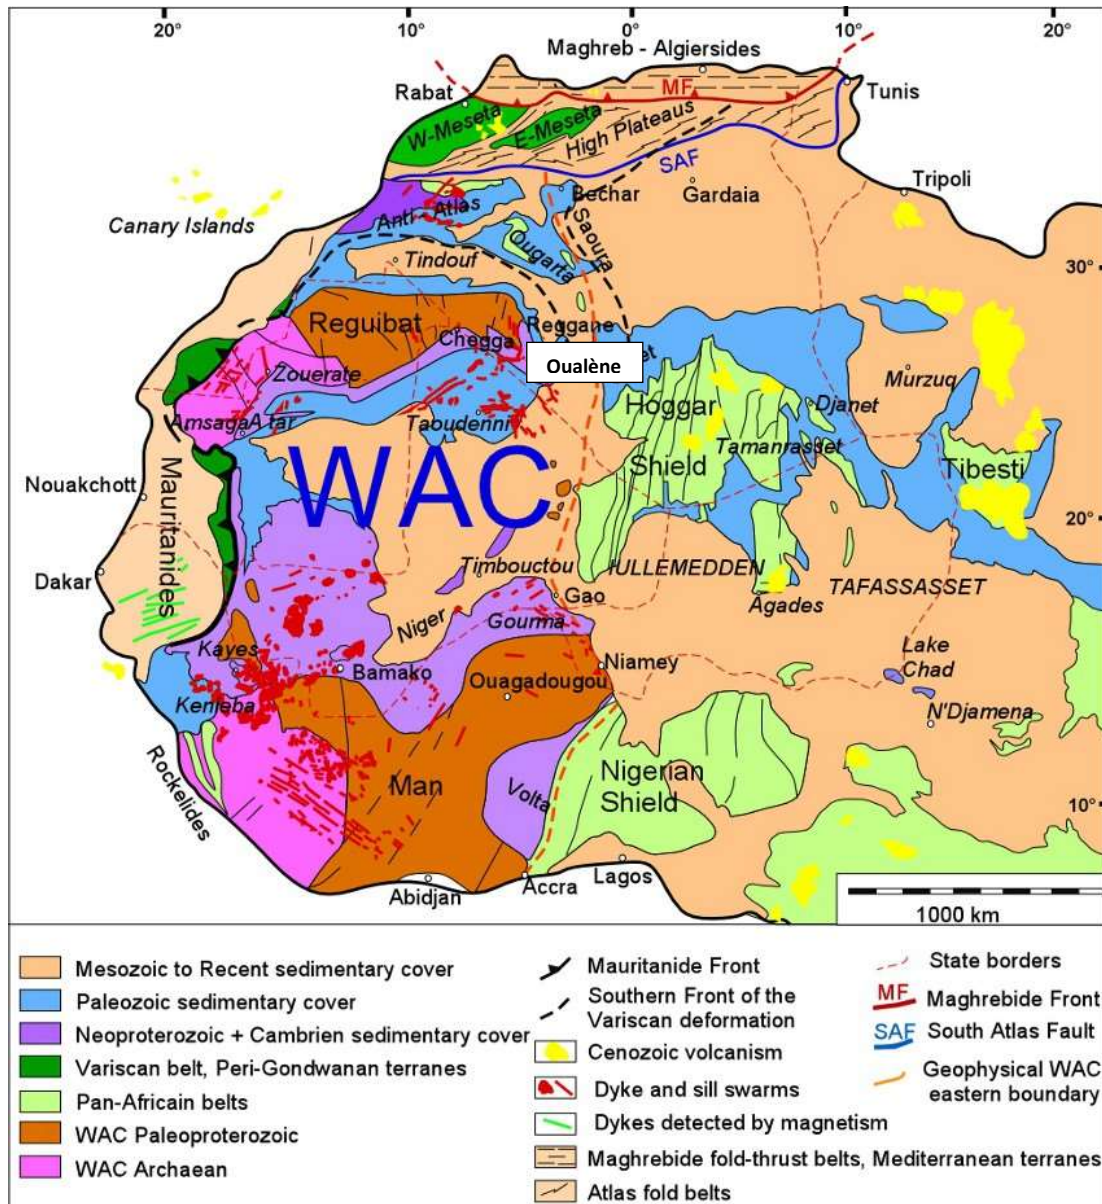 20°
10°
0°
10°
20°
Maghreb - Algiersides
MF
Rabat
Tunis
W-Meseta
E-Meseta
High Plateaus
SAF
Bechar
Gardaia
Tripoli
Canary Islands
Anti - Atlas
Saoura
Ougarta
Tindouf
30°
Reguibat
Reggane
Chegga
Oualène
et
Zouerate
Murzuq
Hoggar
Djanet
Amsaga
Atar
Taoudenni
Tamanrasset
WAC
Shield
Tibesti
Nouakchott
Mauritanides
20°
Dakar
Timbouctou
IULLEMEDDEN
TAFASSASSET
Gao
Agades
Niger
Gourma
Kayes
Lake
Chad
Bamako
Niamey
Ouagadougou
Kenieba
N'Djamena
Rockelides
Man
Volta
Nigerian
Shield
10°
Abidjan
Accra
Lagos
1000 km
Mesozoic to Recent sedimentary cover
Paleozoic sedimentary cover
Neoproterozoic + Cambrien sedimentary cover
Variscan belt, Peri-Gondwanan terranes
Pan-Africain belts
WAC Paleoproterozoic
WAC Archaean
Mauritanide Front
Southern Front of the
Variscan deformation
Cenozoic volcanism
Dyke and sill swarms
Dykes detected by magnetism
Maghrebide fold-thrust belts, Mediterranean terranes
Atlas fold belts
State borders
MF Maghrebide Front
SAF South Atlas Fault
Geophysical WAC
eastern boundary